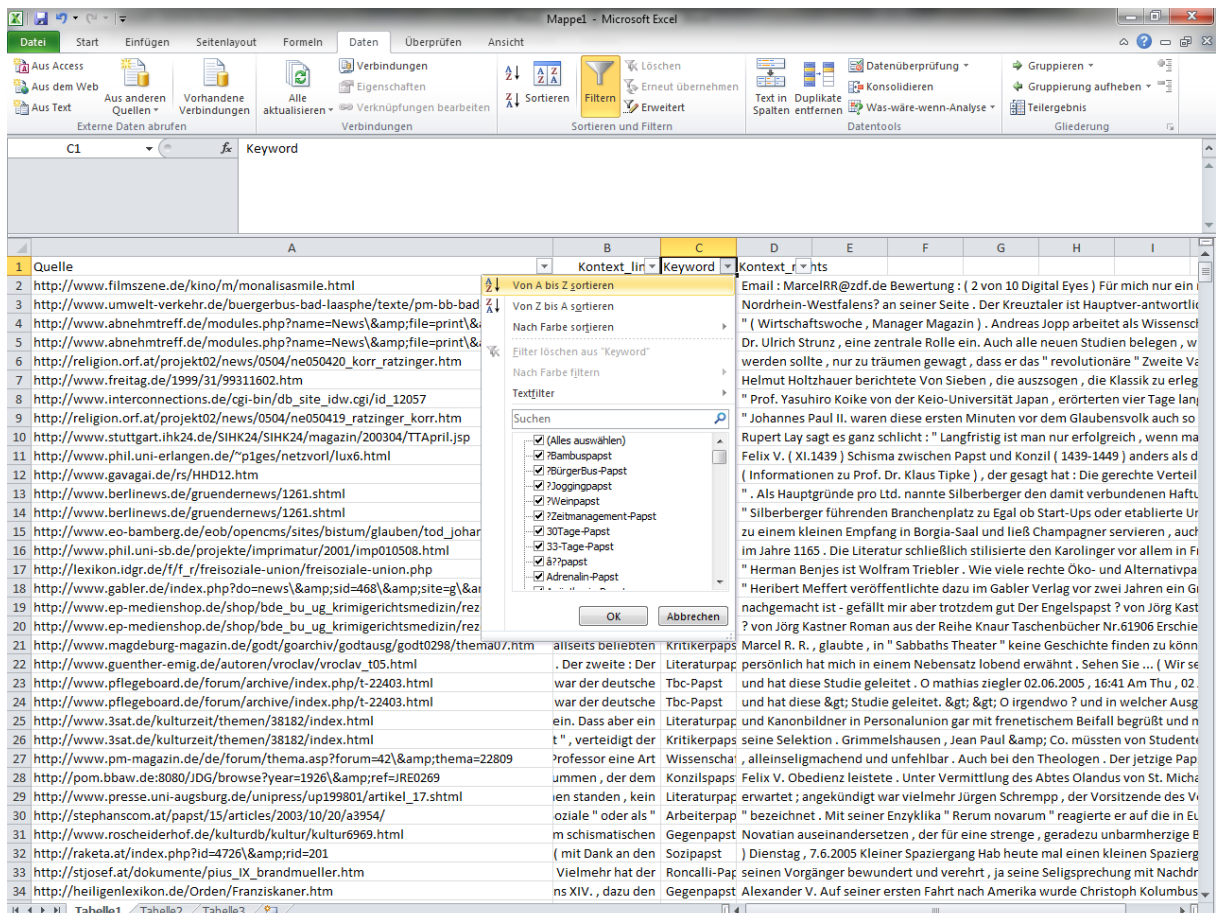 Mappe1 - Microsoft Excel
Datei Start Einfügen Seitenlayout Formeln Daten Überprüfen Ansicht
Aus Access
Aus dem Web
Aus Text
Aus anderen Quellen
Vorhandene Verbindungen
Externe Daten abrufen
Alle aktualisieren
Verbindungen
Eigenschaften
Verknüpfungen bearbeiten
Verbindungen
Sortieren
Filtern
Löschen
Erneut übernehmen
Erweitert
Sortieren und Filtern
Text in Spalten
Duplikate entfernen
Datenüberprüfung
Konsolidieren
Was-wäre-wenn-Analyse
Datentools
Gruppieren
Gruppierung aufheben
Teilergebnis
Gliederung
C1 fx Keyword
A B C D E F G H I
1 Quelle Kontext_lin Keyword Kontext_r hts
2 http://www.filmszene.de/kino/m/monalisasmile.html Email : MarcelRR@zdf.de Bewertung : ( 2 von 10 Digital Eyes ) Für mich nur ein
3 http://www.umwelt-verkehr.de/buergerbus-bad-laasphe/texte/pm-bb-bad Nordrhein-Westfalens? an seiner Seite . Der Kreuztaler ist Hauptver-antwortlic
4 http://www.abnehmtreff.de/modules.php?name=News\&amp;file=print\& " ( Wirtschaftswoche , Manager Magazin ) . Andreas Jopp arbeitet als Wissensch
5 http://www.abnehmtreff.de/modules.php?name=News\&amp;file=print\& Dr. Ulrich Strunz , eine zentrale Rolle ein. Auch alle neuen Studien belegen , w
6 http://religion.orf.at/projekt02/news/0504/ne050420_korr_ratzinger.htm werden sollte , nur zu träumen gewagt , dass er das " revolutionäre " Zweite Va
7 http://www.freitag.de/1999/31/99311602.htm Helmut Holtzhauer berichtete Von Sieben , die auszsogen , die Klassik zu erleg
8 http://www.interconnections.de/cgi-bin/db_site_idw.cgi/id_12057 " Prof. Yasuhiro Koike von der Keio-Universität Japan , erörterten vier Tage lang
9 http://religion.orf.at/projekt02/news/0504/ne050419_ratzinger_korr.htm " Johannes Paul II. waren diese ersten Minuten vor dem Glaubensvolk auch so
10 http://www.stuttgart.ihk24.de/SIHK24/SIHK24/magazin/200304/TTApril.jsp Rupert Lay sagt es ganz schlicht : " Langfristig ist man nur erfolgreich , wenn ma
11 http://www.phil.uni-erlangen.de/~p1ges/netzvorl/lux6.html Felix V. ( XI.1439 ) Schisma zwischen Papst und Konzil ( 1439-1449 ) anders als d
12 http://www.gavagai.de/rs/HHD12.htm ( Informationen zu Prof. Dr. Klaus Tipke ) , der gesagt hat : Die gerechte Verteil
13 http://www.berlinews.de/gruendernews/1261.shtml " . Als Hauptgründe pro Ltd. nannte Silberberger den damit verbundenen Haftu
14 http://www.berlinews.de/gruendernews/1261.shtml " Silberberger führenden Branchenplatz zu Egal ob Start-Ups oder etablierte Ur
15 http://www.eo-bamberg.de/eob/opencms/sites/bistum/glauben/tod_johar zu einem kleinen Empfang in Borgia-Saal und ließ Champagner servieren , auch
16 http://www.phil.uni-sb.de/projekte/imprimatur/2001/imp010508.html im Jahre 1165 . Die Literatur schließlich stilisierte den Karolinger vor allem in Fr
17 http://lexikon.idgr.de/f/f_r/freisoziale-union/freisoziale-union.php " Herman Benjes ist Wolfram Triebler . Wie viele rechte Öko- und Alternativpa
18 http://www.gabler.de/index.php?do=news\&amp;sid=468\&amp;site=g\&a " Heribert Meffert veröffentlichte dazu im Gabler Verlag vor zwei Jahren ein Gr
19 http://www.ep-medienshop.de/shop/bde_bu_ug_krimigerichtsmedizin/rez nachgemacht ist - gefällt mir aber trotzdem gut Der Engelspapst ? von Jörg Kast
20 http://www.ep-medienshop.de/shop/bde_bu_ug_krimigerichtsmedizin/rez ? von Jörg Kastner Roman aus der Reihe Knaur Taschenbücher Nr.61906 Erschie
21 http://www.magdeburg-magazin.de/godt/goarchiv/godtausg/godt0298/thema07.htm allseits beliebten Kritikerpaps Marcel R. R. , glaubte , in " Sabbaths Theater " keine Geschichte finden zu könn
22 http://www.guenther-emig.de/autoren/vroclav/vroclav_t05.html . Der zweite : Der Literaturpap persönlich hat mich in einem Nebensatz lobend erwähnt . Sehen Sie ... ( Wir se
23 http://www.pflegeboard.de/forum/archive/index.php/t-22403.html war der deutsche Tbc-Papst und hat diese Studie geleitet . O mathias ziegler 02.06.2005 , 16:41 Am Thu , 02
24 http://www.pflegeboard.de/forum/archive/index.php/t-22403.html war der deutsche Tbc-Papst und hat diese &gt; Studie geleitet. &gt; &gt; O irgendwo ? und in welcher Ausg
25 http://www.3sat.de/kulturzeit/themen/38182/index.html ein. Dass aber ein Literaturpap und Kanonbildner in Personalunion gar mit frenetischem Beifall begrüßt und n
26 http://www.3sat.de/kulturzeit/themen/38182/index.html t " , verteidigt der Kritikerpaps seine Selektion . Grimmelshausen , Jean Paul &amp; Co. müssten von Studente
27 http://www.pm-magazin.de/de/forum/thema.asp?forum=42\&amp;thema=22809 Professor eine Art Wissenschaf , alleinseligmachend und unfehlbar . Auch bei den Theologen . Der jetzige Pap
28 http://pom.bbaw.de:8080/JDG/browse?year=1926\&amp;ref=JRE0269 ummen , der dem Konzilspaps Felix V. Obedienz leistete . Unter Vermittlung des Abtes Olandus von St. Micha
29 http://www.presse.uni-augsburg.de/unipress/up199801/artikel_17.shtml en standen , kein Literaturpap erwartet ; angekündigt war vielmehr Jürgen Schrempp , der Vorsitzende des V
30 http://stephanscom.at/papst/15/articles/2003/10/20/a3954/ oziale " oder als " Arbeiterpap " bezeichnet . Mit seiner Enzyklika " Rerum novarum " reagierte er auf die in Eu
31 http://www.roscheiderhof.de/kulturdb/kultur/kultur6969.html m schismatischen Gegenpapst Novatian auseinandersetzen , der für eine strenge , geradezu unbarmherzige B
32 http://raketa.at/index.php?id=4726\&amp;rid=201 ( mit Dank an den Sozipapst ) Dienstag , 7.6.2005 Kleiner Spaziergang Hab heute mal einen kleinen Spazierg
33 http://stjosef.at/dokumente/pius_IX_brandmueller.htm Vielmehr hat der Roncalli-Pap seinen Vorgänger bewundert und verehrt , ja seine Seligsprechung mit Nachdr
34 http://heiligenlexikon.de/Orden/Franziskaner.htm ns XIV. , dazu den Gegenpapst Alexander V. Auf seiner ersten Fahrt nach Amerika wurde Christoph Kolumbus
Von A bis Z sortieren
Von Z bis A sortieren
Nach Farbe sortieren
Filter löschen aus "Keyword"
Nach Farbe filtern
Textfilter
Suchen
(Alles auswählen)
?Bambuspapst
?BürgerBus-Papst
?Joggingpapst
?Weinpapst
?Zeitmanagement-Papst
30Tage-Papst
33-Tage-Papst
â??papst
Adrenalin-Papst
OK Abbrechen
Tabelle1 Tabelle2 Tabelle3